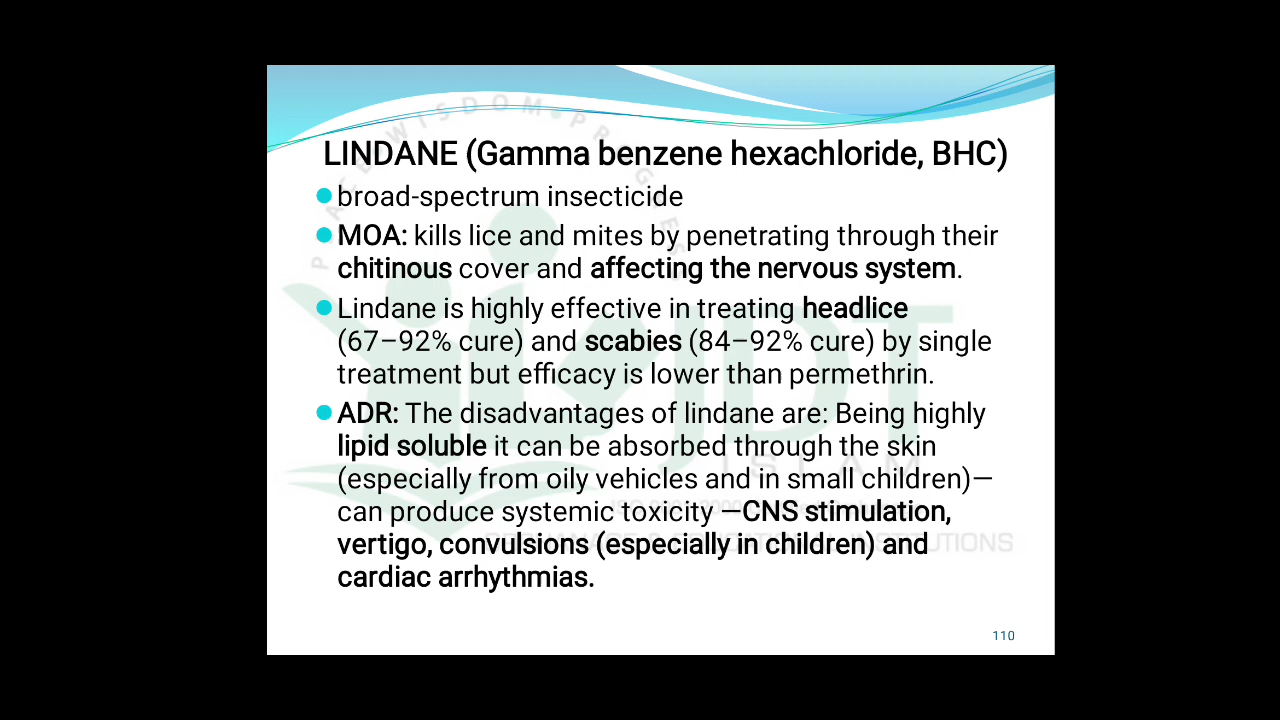 WISDOM PROGRESS
LINDANE (Gamma benzene hexachloride, BHC)
broad-spectrum insecticide
MOA: kills lice and mites by penetrating through their
chitinous cover and affecting the nervous system.
Lindane is highly effective in treating headlice
(67–92% cure) and scabies (84–92% cure) by single
treatment but efficacy is lower than permethrin.
ADR: The disadvantages of lindane are: Being highly
lipid soluble it can be absorbed through the skin
(especially from oily vehicles and in small children)—
can produce systemic toxicity —CNS stimulation,
vertigo, convulsions (especially in children) and
cardiac arrhythmias.
JDT
ISLAM
110